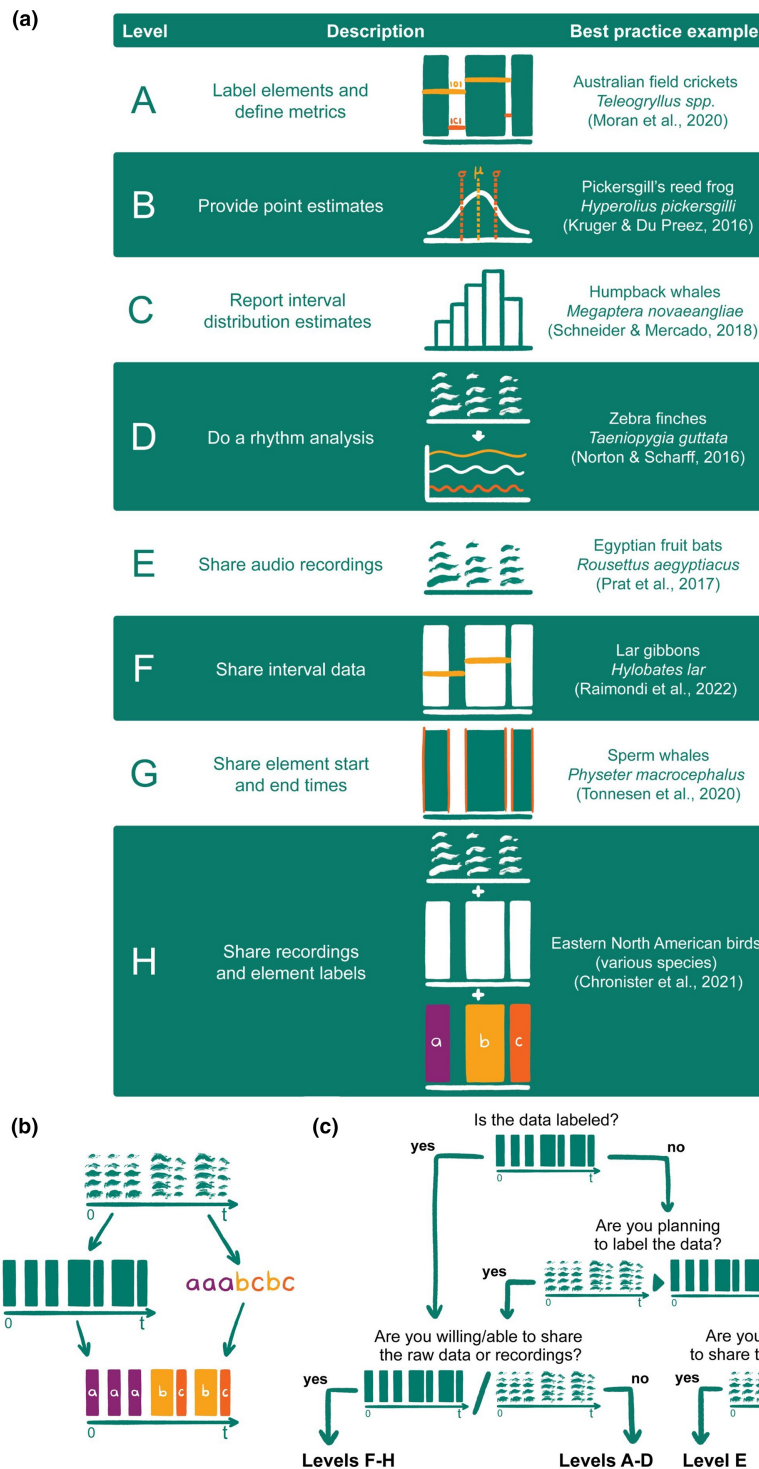 (a)
Level Description Best practice example
A
Label elements and
define metrics
IOI
ICI
Australian field crickets
Teleogryllus spp.
(Moran et al., 2020)
B
Provide point estimates
σ μ σ
Pickersgill's reed frog
Hyperolius pickersgilli
(Kruger & Du Preez, 2016)
C
Report interval
distribution estimates
Humpback whales
Megaptera novaeangliae
(Schneider & Mercado, 2018)
D
Do a rhythm analysis
Zebra finches
Taeniopygia guttata
(Norton & Scharff, 2016)
E
Share audio recordings
Egyptian fruit bats
Rousettus aegyptiacus
(Prat et al., 2017)
F
Share interval data
Lar gibbons
Hylobates lar
(Raimondi et al., 2022)
G
Share element start
and end times
Sperm whales
Physeter macrocephalus
(Tonnesen et al., 2020)
H
Share recordings
and element labels
+
+
a b c
Eastern North American birds
(various species)
(Chronister et al., 2021)
(b)
0 t
0 t
aaabcbc
a a a b c b c
0 t
(c)
Is the data labeled?
yes
0 t
no
Are you planning
to label the data?
yes
0 t
0
Are you willing/able to share
the raw data or recordings?
yes
0 t
/
0 t
no
Are you
to share t
yes
0
Levels F-H
Levels A-D
Level E